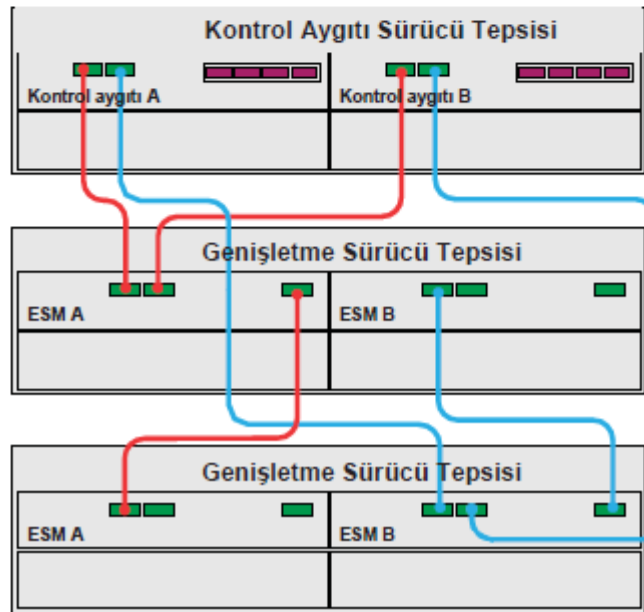 Kontrol Aygıtı Sürücü Tepsisi
Kontrol aygıtı A
Kontrol aygıtı B
Genişletme Sürücü Tepsisi
ESM A
ESM B
Genişletme Sürücü Tepsisi
ESM A
ESM B